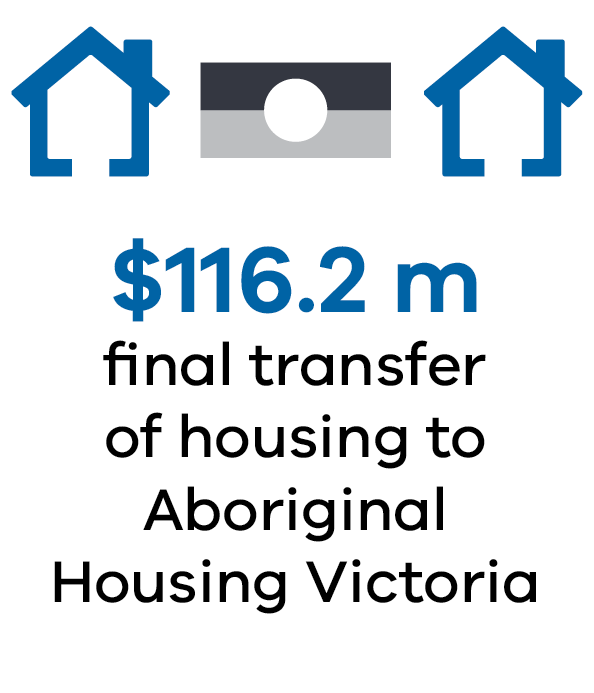 $116.2 m
final transfer
of housing to
Aboriginal
Housing Victoria